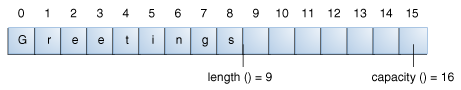 0 1 2 3 4 5 6 7 8 9 10 11 12 13 14 15
G r e e t i n g s
length () = 9 capacity () = 16